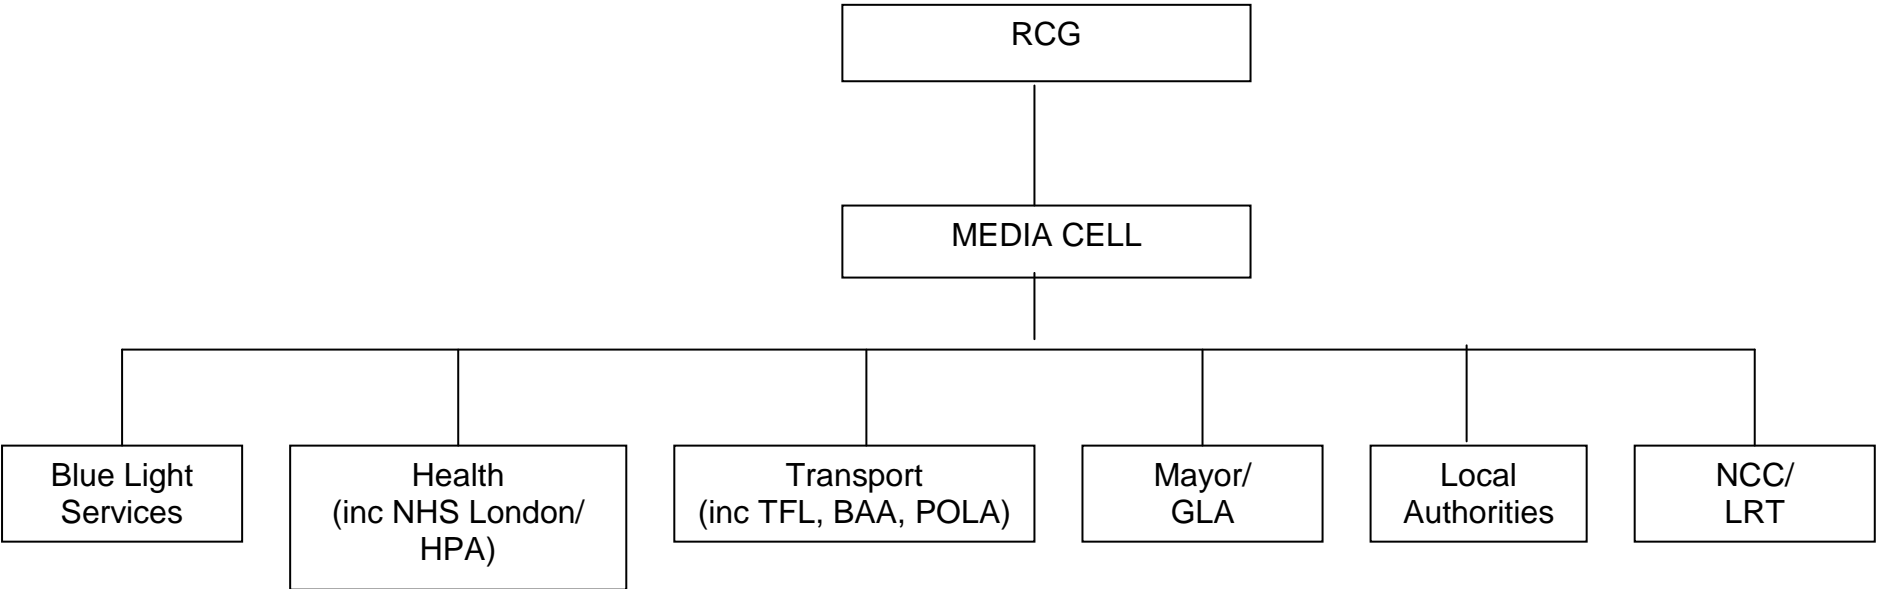 RCG
MEDIA CELL
Blue Light
Services
Health
(inc NHS London/
HPA)
Transport
(inc TFL, BAA, POLA)
Mayor/
GLA
Local
Authorities
NCC/
LRT